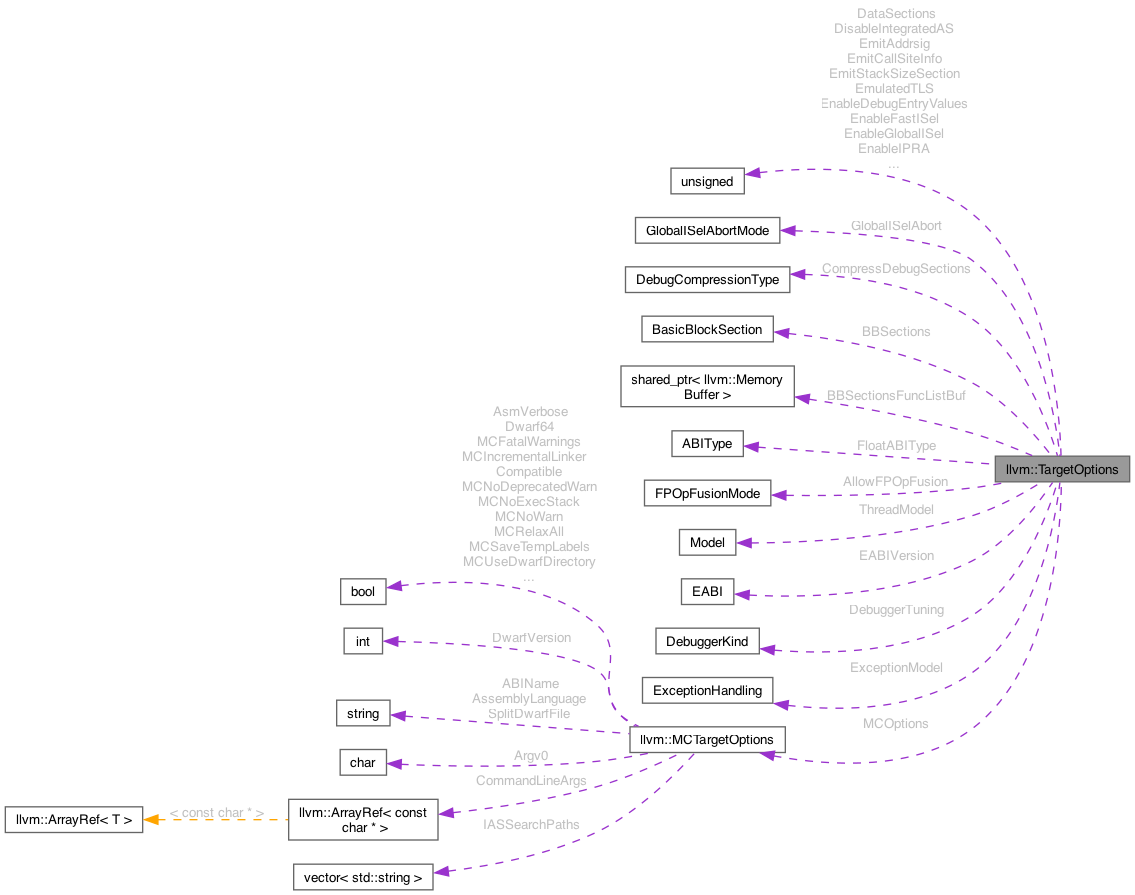 DataSections
DisableIntegratedAS
EmitAddrsig
EmitCallSiteInfo
EmitStackSizeSection
EmulatedTLS
EnableDebugEntryValues
EnableFastISel
EnableGlobalISel
EnableIPRA
...
unsigned
GlobalISelAbortMode
GlobalISelAbort
DebugCompressionType
CompressDebugSections
BasicBlockSection
BBSections
shared_ptr< llvm::Memory
Buffer >
BBSectionsFuncListBuf
ABIType
FloatABIType
llvm::TargetOptions
FPOpFusionMode
AllowFPOpFusion
Model
ThreadModel
EABI
EABIVersion
DebuggerKind
DebuggerTuning
ExceptionHandling
ExceptionModel
MCOptions
AsmVerbose
Dwarf64
MCFatalWarnings
MCIncrementalLinker
Compatible
MCNoDeprecatedWarn
MCNoExecStack
MCNoWarn
MCRelaxAll
MCSaveTempLabels
MCUseDwarfDirectory
...
bool
int
DwarfVersion
string
ABIName
AssemblyLanguage
SplitDwarfFile
llvm::MCTargetOptions
char
Argv0
CommandLineArgs
llvm::ArrayRef< T >
< const char * >
llvm::ArrayRef< const
char * >
IASSearchPaths
vector< std::string >